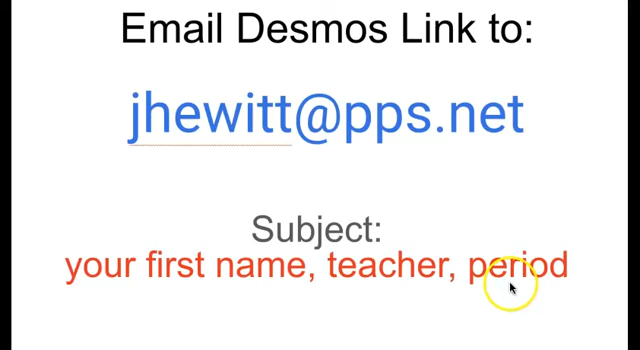 Email Desmos Link to:
jhewitt@pps.net
Subject:
your first name, teacher, period